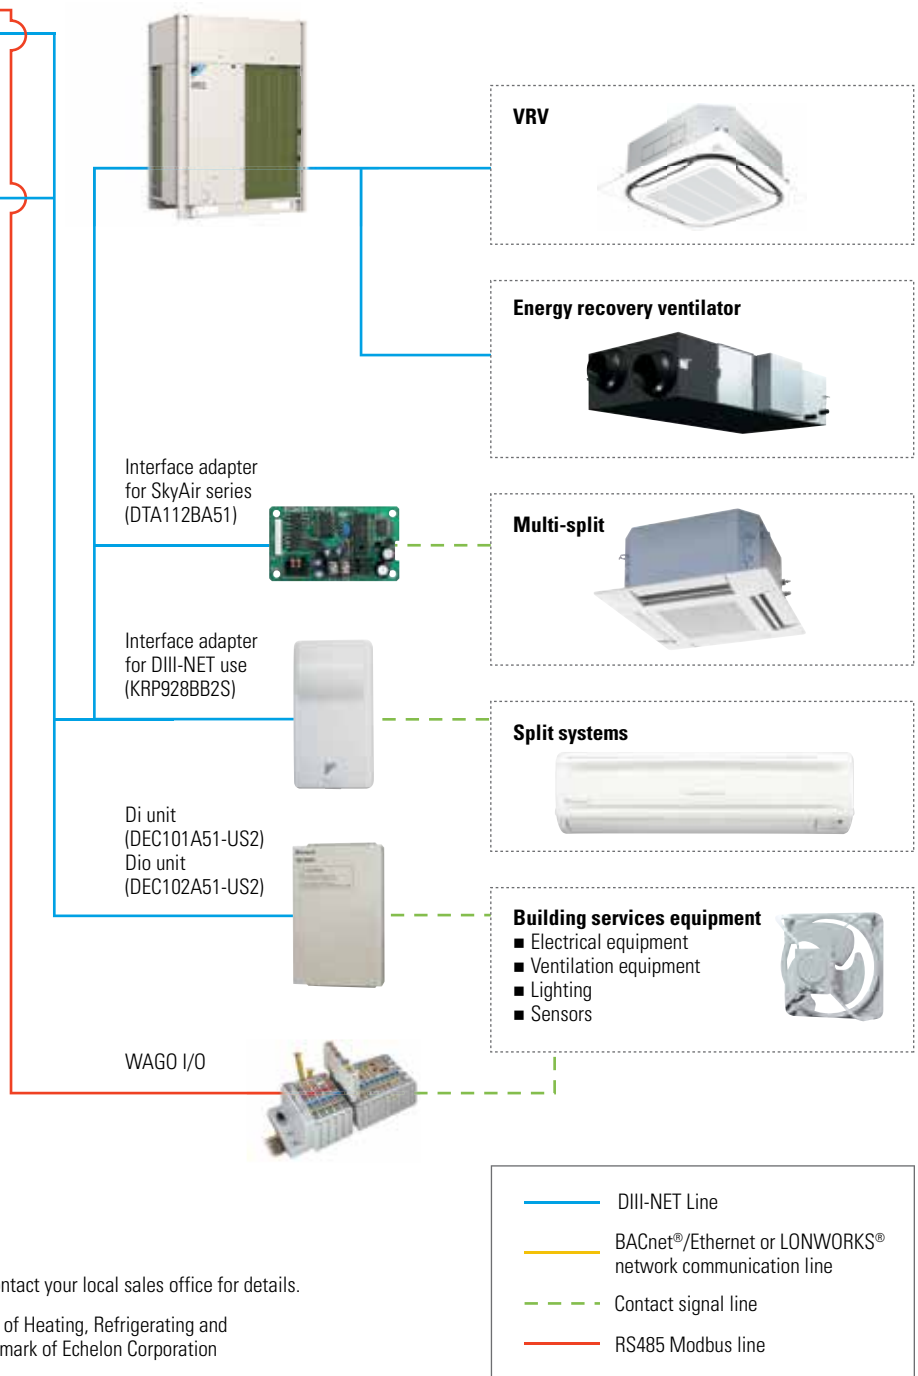 VRV
Energy recovery ventilator
Interface adapter
for SkyAir series
(DTA112BA51)
Multi-split
Interface adapter
for DIII-NET use
(KRP928BB2S)
Split systems
Di unit
(DEC101A51-US2)
Dio unit
(DEC102A51-US2)
Building services equipment
■ Electrical equipment
■ Ventilation equipment
■ Lighting
■ Sensors
WAGO I/O
DIII-NET Line
BACnet®/Ethernet or LONWORKS®
network communication line
Contact signal line
RS485 Modbus line
ntact your local sales office for details.
of Heating, Refrigerating and
mark of Echelon Corporation